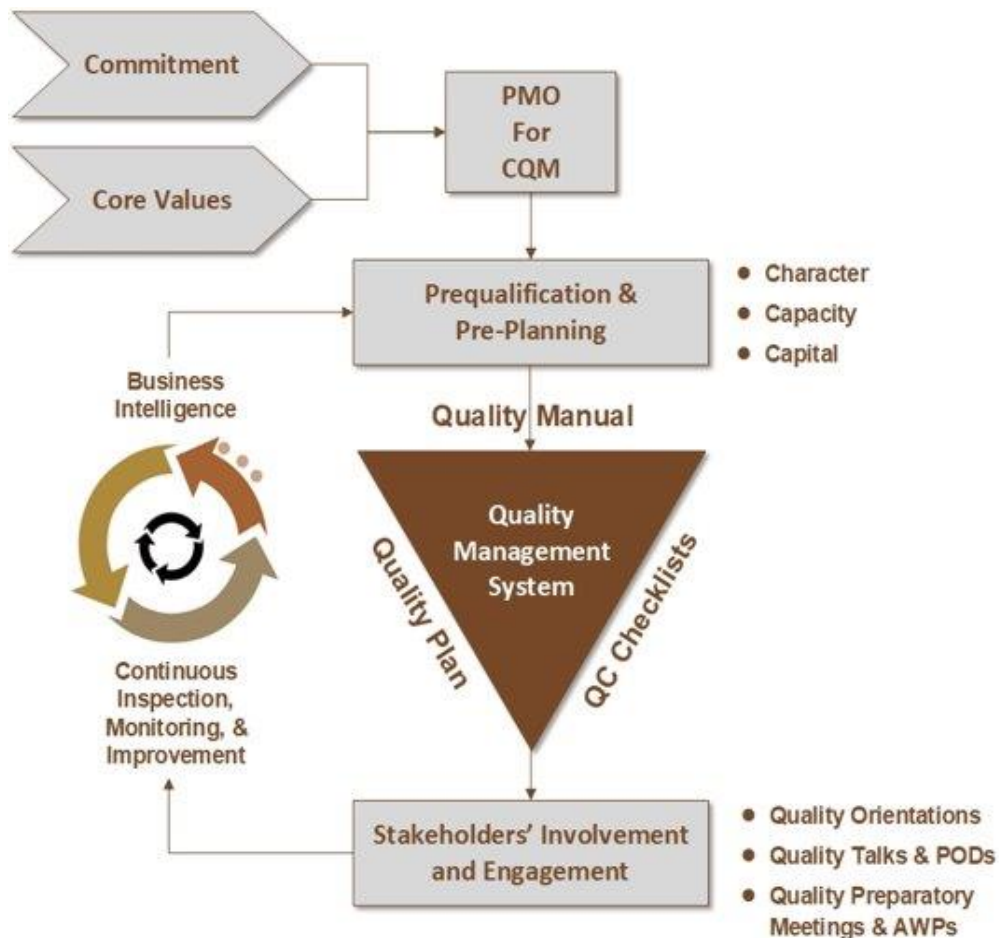 Commitment
Core Values
PMO
For
CQM
Prequalification &
Pre-Planning
● Character
● Capacity
● Capital
Business
Intelligence
Quality Manual
Quality
Management
System
Quality Plan
QC Checklists
Continuous
Inspection,
Monitoring, &
Improvement
Stakeholders' Involvement
and Engagement
● Quality Orientations
● Quality Talks & PODs
● Quality Preparatory
Meetings & AWPs